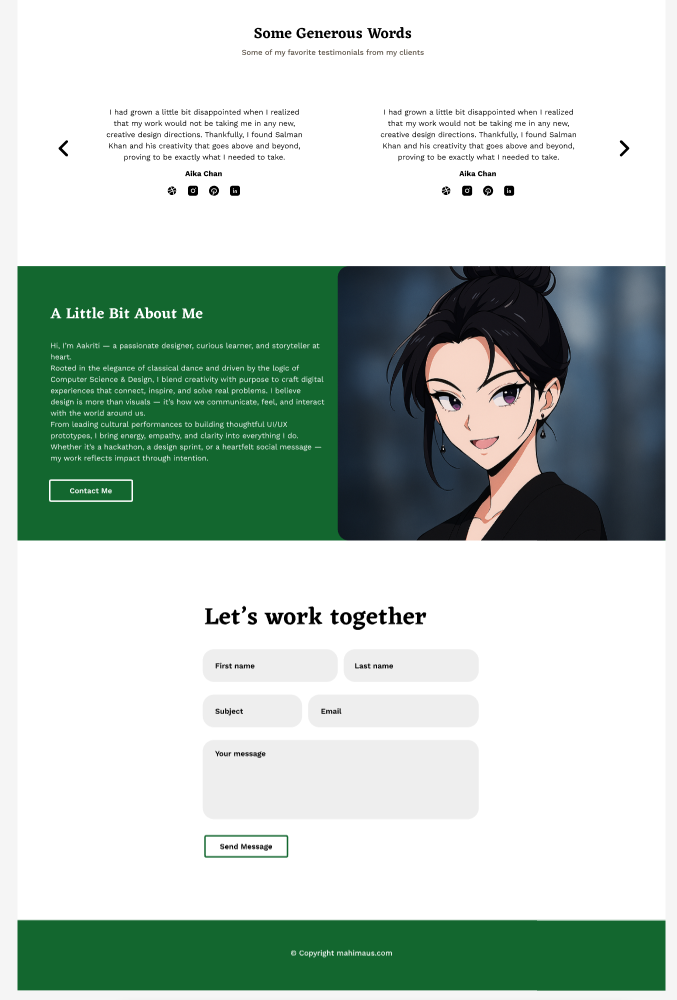 Some Generous Words
Some of my favorite testimonials from my clients
I had grown a little bit disappointed when I realized
that my work would not be taking me in any new,
creative design directions. Thankfully, I found Salman
Khan and his creativity that goes above and beyond,
proving to be exactly what I needed to take.
Aika Chan
I had grown a little bit disappointed when I realized
that my work would not be taking me in any new,
creative design directions. Thankfully, I found Salman
Khan and his creativity that goes above and beyond,
proving to be exactly what I needed to take.
Aika Chan
A Little Bit About Me
Hi, I'm Aakriti — a passionate designer, curious learner, and storyteller at
heart.
Rooted in the elegance of classical dance and driven by the logic of
Computer Science & Design, I blend creativity with purpose to craft digital
experiences that connect, inspire, and solve real problems. I believe
design is more than visuals — it's how we communicate, feel, and interact
with the world around us.
From leading cultural performances to building thoughtful UI/UX
prototypes, I bring energy, empathy, and clarity into everything I do.
Whether it's a hackathon, a design sprint, or a heartfelt social message —
my work reflects impact through intention.
Contact Me
Let's work together
First name
Last name
Subject
Email
Your message
Send Message
© Copyright mahimaus.com